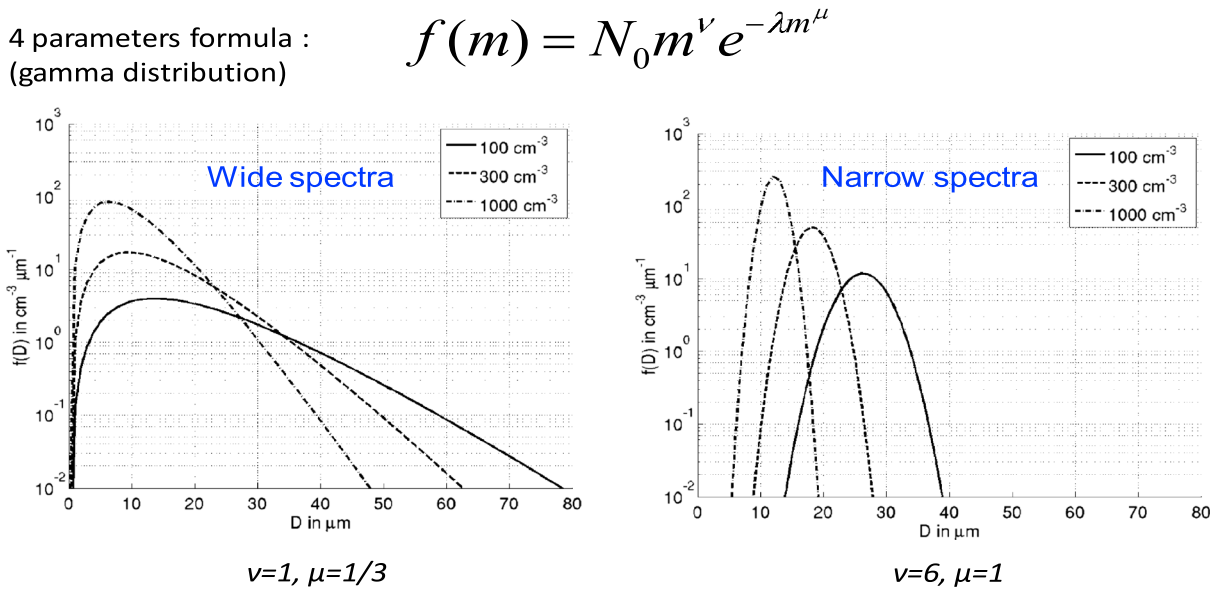 4 parameters formula :
(gamma distribution)
f(m) = N₀m^ν e^{−λm^μ}
Wide spectra
100 cm⁻³
300 cm⁻³
1000 cm⁻³
f(D) in cm⁻³ μm⁻¹
10³
10²
10¹
10⁰
10⁻¹
10⁻²
0 10 20 30 40 50 60 70 80
D in μm
ν=1, μ=1/3
Narrow spectra
100 cm⁻³
300 cm⁻³
1000 cm⁻³
f(D) in cm⁻³ μm⁻¹
10³
10²
10¹
10⁰
10⁻¹
10⁻²
0 10 20 30 40 50 60 70 80
D in μm
ν=6, μ=1